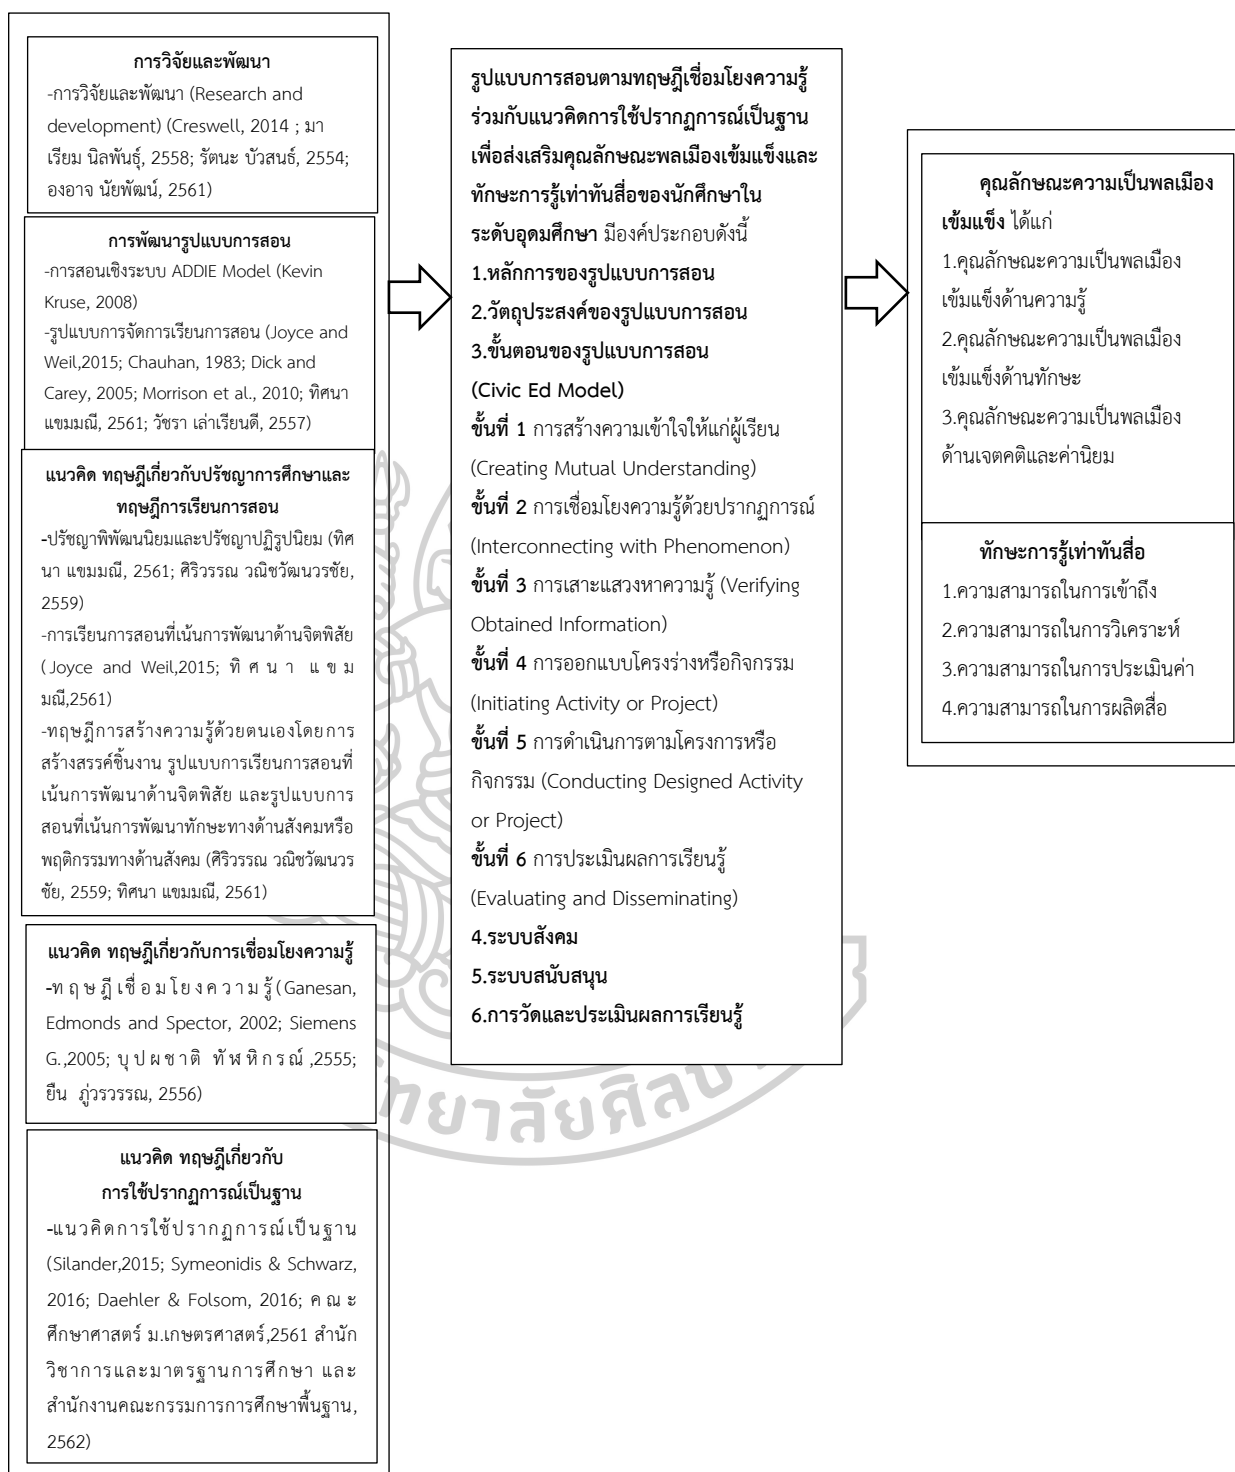 การวิจัยและพัฒนา
-การวิจัยและพัฒนา (Research and
development) (Creswell, 2014 ; มา
เรียม นิลพันธุ์, 2558; รัตนะ บัวสนธ์, 2554;
องอาจ นัยพัฒน์, 2561)
การพัฒนารูปแบบการสอน
-การสอนเชิงระบบ ADDIE Model (Kevin
Kruse, 2008)
-รูปแบบการจัดการเรียนการสอน (Joyce and
Weil,2015; Chauhan, 1983; Dick and
Carey, 2005; Morrison et al., 2010; ทิศนา
แขมมณี, 2561; วัชรา เล่าเรียนดี, 2557)
แนวคิด ทฤษฎีเกี่ยวกับปรัชญาการศึกษาและ
ทฤษฎีการเรียนการสอน
-ปรัชญาพิพัฒนนิยมและปรัชญาปฏิรูปนิยม (ทิศ
นา แขมมณี, 2561; ศิริวรรณ วณิชวัฒนวรชัย,
2559)
-การเรียนการสอนที่เน้นการพัฒนาด้านจิตพิสัย
(Joyce and Weil,2015; ทิศนา แขม
มณี,2561)
-ทฤษฎีการสร้างความรู้ด้วยตนเองโดยการ
สร้างสรรค์ชิ้นงาน รูปแบบการเรียนการสอนที่
เน้นการพัฒนาด้านจิตพิสัย และรูปแบบการ
สอนที่เน้นการพัฒนาทักษะทางด้านสังคมหรือ
พฤติกรรมทางด้านสังคม (ศิริวรรณ วณิชวัฒนวร
ชัย, 2559; ทิศนา แขมมณี, 2561)
แนวคิด ทฤษฎีเกี่ยวกับการเชื่อมโยงความรู้
-ทฤษฎีเชื่อมโยงความรู้(Ganesan,
Edmonds and Spector, 2002; Siemens
G.,2005; บุปผชาติ ทัฬหิกรณ์,2555;
ยืน ภู่วรวรรณ, 2556)
แนวคิด ทฤษฎีเกี่ยวกับ
การใช้ปรากฏการณ์เป็นฐาน
-แนวคิดการใช้ปรากฏการณ์เป็นฐาน
(Silander,2015; Symeonidis & Schwarz,
2016; Daehler & Folsom, 2016; คณะ
ศึกษาศาสตร์ ม.เกษตรศาสตร์,2561 สำนัก
วิชาการและมาตรฐานการศึกษา และ
สำนักงานคณะกรรมการการศึกษาพื้นฐาน,
2562)
รูปแบบการสอนตามทฤษฎีเชื่อมโยงความรู้
ร่วมกับแนวคิดการใช้ปรากฏการณ์เป็นฐาน
เพื่อส่งเสริมคุณลักษณะพลเมืองเข้มแข็งและ
ทักษะการรู้เท่าทันสื่อของนักศึกษาใน
ระดับอุดมศึกษา มีองค์ประกอบดังนี้
1.หลักการของรูปแบบการสอน
2.วัตถุประสงค์ของรูปแบบการสอน
3.ขั้นตอนของรูปแบบการสอน
(Civic Ed Model)
ขั้นที่ 1 การสร้างความเข้าใจให้แก่ผู้เรียน
(Creating Mutual Understanding)
ขั้นที่ 2 การเชื่อมโยงความรู้ด้วยปรากฏการณ์
(Interconnecting with Phenomenon)
ขั้นที่ 3 การเสาะแสวงหาความรู้ (Verifying
Obtained Information)
ขั้นที่ 4 การออกแบบโครงร่างหรือกิจกรรม
(Initiating Activity or Project)
ขั้นที่ 5 การดำเนินการตามโครงการหรือ
กิจกรรม (Conducting Designed Activity
or Project)
ขั้นที่ 6 การประเมินผลการเรียนรู้
(Evaluating and Disseminating)
4.ระบบสังคม
5.ระบบสนับสนุน
6.การวัดและประเมินผลการเรียนรู้
คุณลักษณะความเป็นพลเมือง
เข้มแข็ง ได้แก่
1.คุณลักษณะความเป็นพลเมือง
เข้มแข็งด้านความรู้
2.คุณลักษณะความเป็นพลเมือง
เข้มแข็งด้านทักษะ
3.คุณลักษณะความเป็นพลเมือง
ด้านเจตคติและค่านิยม
ทักษะการรู้เท่าทันสื่อ
1.ความสามารถในการเข้าถึง
2.ความสามารถในการวิเคราะห์
3.ความสามารถในการประเมินค่า
4.ความสามารถในการผลิตสื่อ